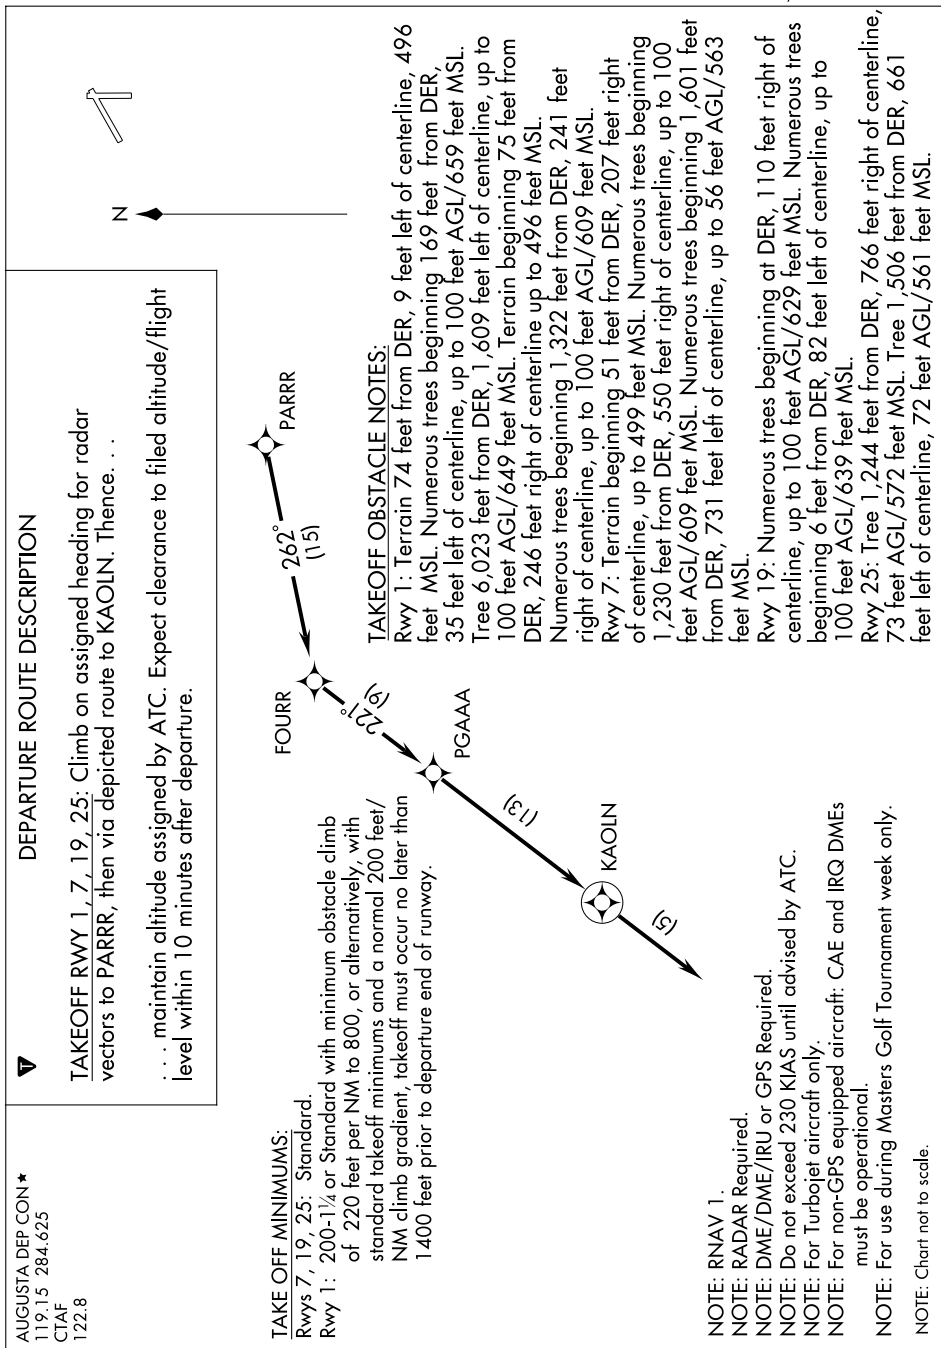 AUGUSTA DEP CON★
119.15 284.625
CTAF
122.8
T
DEPARTURE ROUTE DESCRIPTION
TAKEOFF RWY 1, 7, 19, 25: Climb on assigned heading for radar
vectors to PARRR, then via depicted route to KAOLN. Thence. . .
. . . maintain altitude assigned by ATC. Expect clearance to filed altitude/flight
level within 10 minutes after departure.
N
TAKE OFF MINIMUMS:
Rwys 7, 19, 25: Standard.
Rwy 1: 200-1¼ or Standard with minimum obstacle climb
of 220 feet per NM to 800, or alternatively, with
standard takeoff minimums and a normal 200 feet/
NM climb gradient, takeoff must occur no later than
1400 feet prior to departure end of runway.
PARRR
262°
(15)
FOURR
221°
(9)
PGAAA
(13)
KAOLN
(5)
TAKEOFF OBSTACLE NOTES:
Rwy 1: Terrain 74 feet from DER, 9 feet left of centerline, 496
feet MSL. Numerous trees beginning 169 feet from DER,
35 feet left of centerline, up to 100 feet AGL/659 feet MSL.
Tree 6,023 feet from DER, 1,609 feet left of centerline, up to
100 feet AGL/649 feet MSL. Terrain beginning 75 feet from
DER, 246 feet right of centerline up to 496 feet MSL.
Numerous trees beginning 1,322 feet from DER, 241 feet
right of centerline, up to 100 feet AGL/609 feet MSL.
Rwy 7: Terrain beginning 51 feet from DER, 207 feet right
of centerline, up to 499 feet MSL. Numerous trees beginning
1,230 feet from DER, 550 feet right of centerline, up to 100
feet AGL/609 feet MSL. Numerous trees beginning 1,601 feet
from DER, 731 feet left of centerline, up to 56 feet AGL/563
feet MSL.
Rwy 19: Numerous trees beginning at DER, 110 feet right of
centerline, up to 100 feet AGL/629 feet MSL. Numerous trees
beginning 6 feet from DER, 82 feet left of centerline, up to
100 feet AGL/639 feet MSL.
Rwy 25: Tree 1,244 feet from DER, 766 feet right of centerline,
73 feet AGL/572 feet MSL. Tree 1,506 feet from DER, 661
feet left of centerline, 72 feet AGL/561 feet MSL.
NOTE: RNAV 1.
NOTE: RADAR Required.
NOTE: DME/DME/IRU or GPS Required.
NOTE: Do not exceed 230 KIAS until advised by ATC.
NOTE: For Turbojet aircraft only.
NOTE: For non-GPS equipped aircraft: CAE and IRQ DMEs
must be operational.
NOTE: For use during Masters Golf Tournament week only.
NOTE: Chart not to scale.